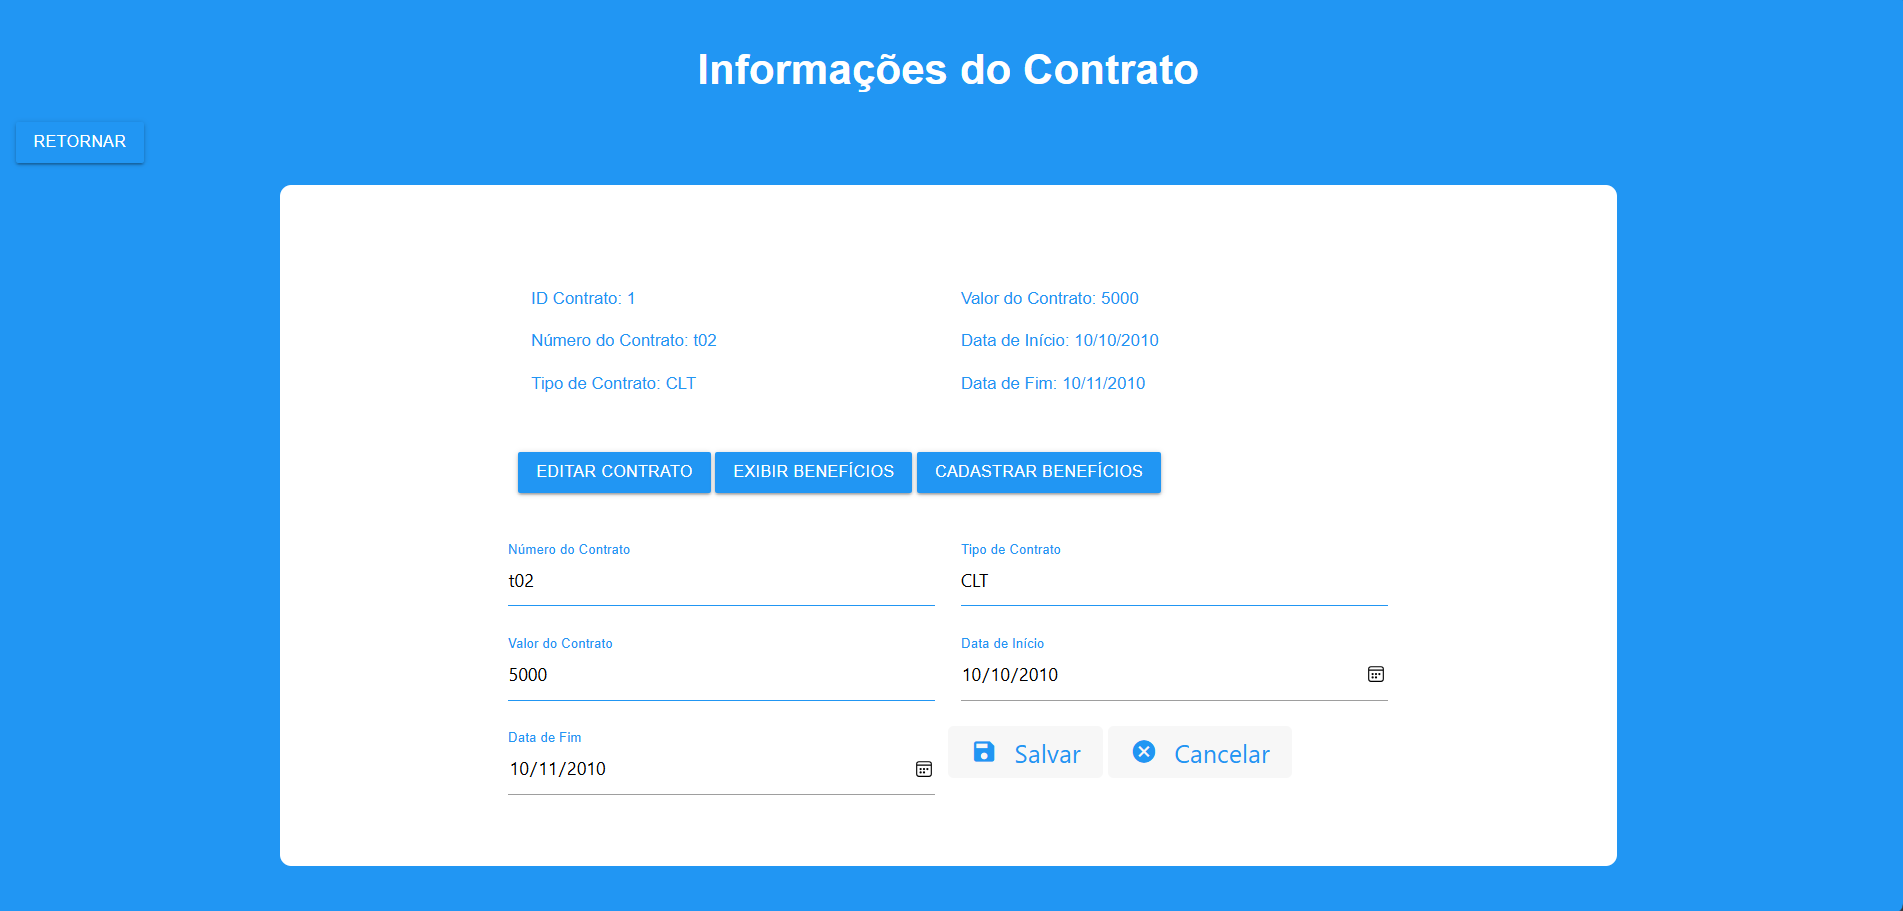 Informações do Contrato
RETORNAR
ID Contrato: 1
Valor do Contrato: 5000
Número do Contrato: t02
Data de Início: 10/10/2010
Tipo de Contrato: CLT
Data de Fim: 10/11/2010
EDITAR CONTRATO
EXIBIR BENEFÍCIOS
CADASTRAR BENEFÍCIOS
Número do Contrato
t02
Tipo de Contrato
CLT
Valor do Contrato
5000
Data de Início
10/10/2010
Data de Fim
10/11/2010
Salvar
Cancelar